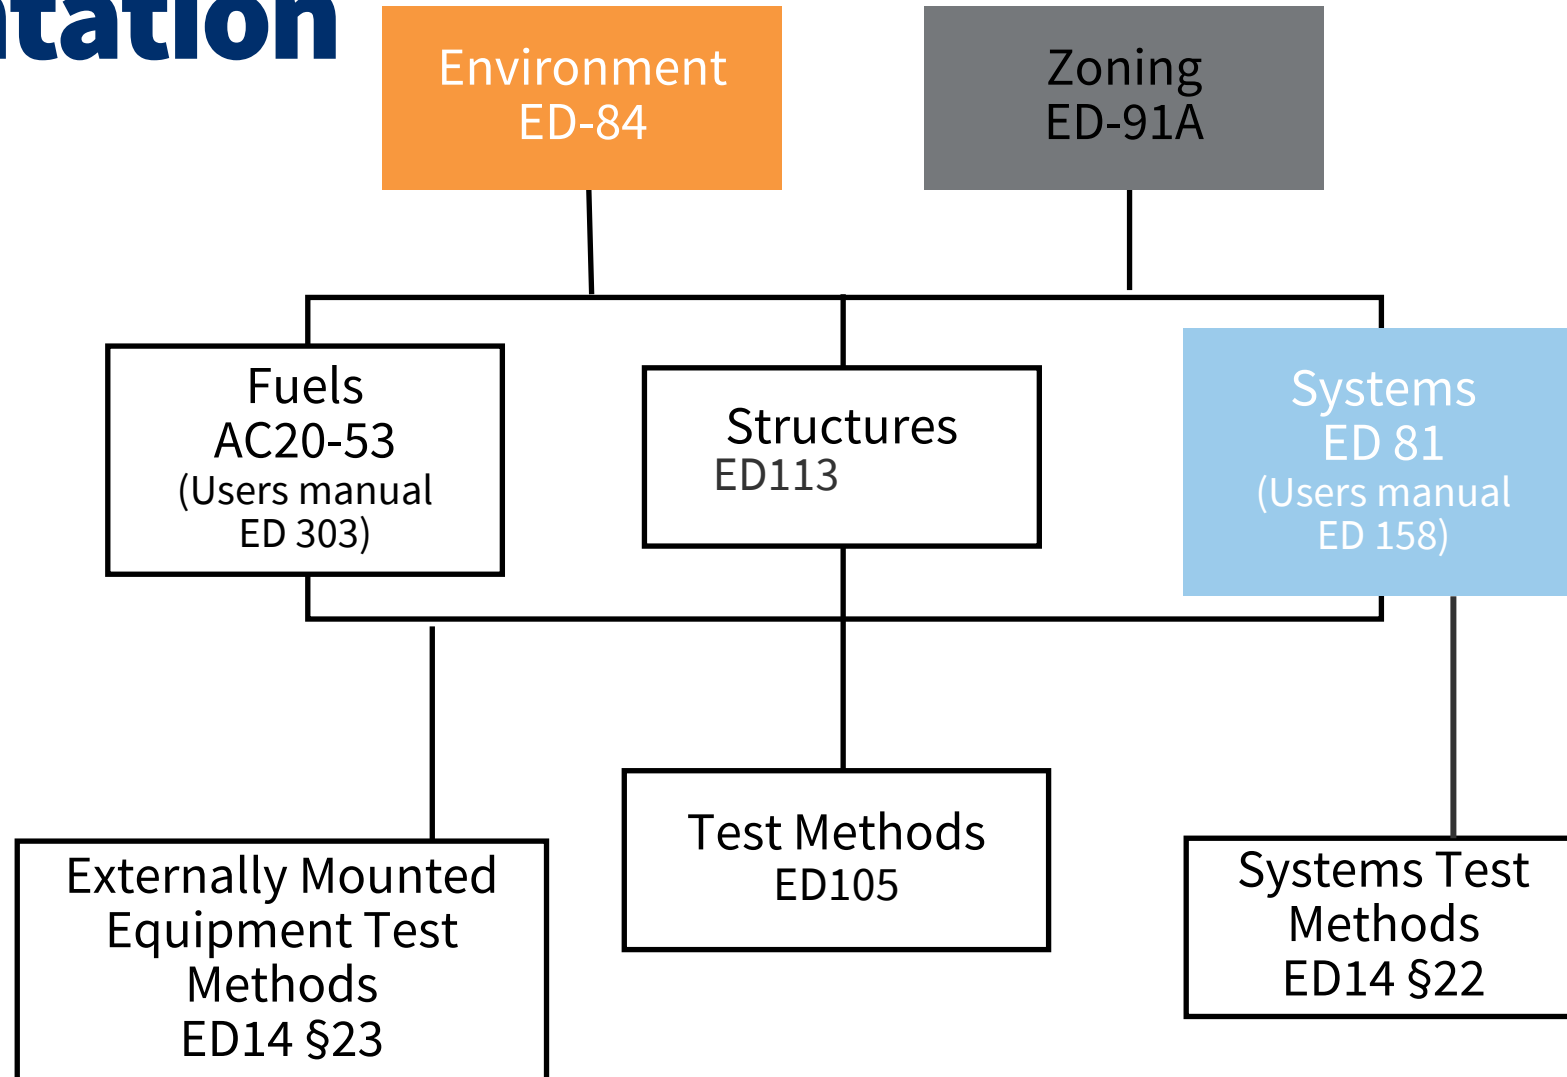 ntation
Environment
ED-84
Zoning
ED-91A
Fuels
AC20-53
(Users manual
ED 303)
Structures
ED113
Systems
ED 81
(Users manual
ED 158)
Test Methods
ED105
Externally Mounted
Equipment Test
Methods
ED14 §23
Systems Test
Methods
ED14 §22